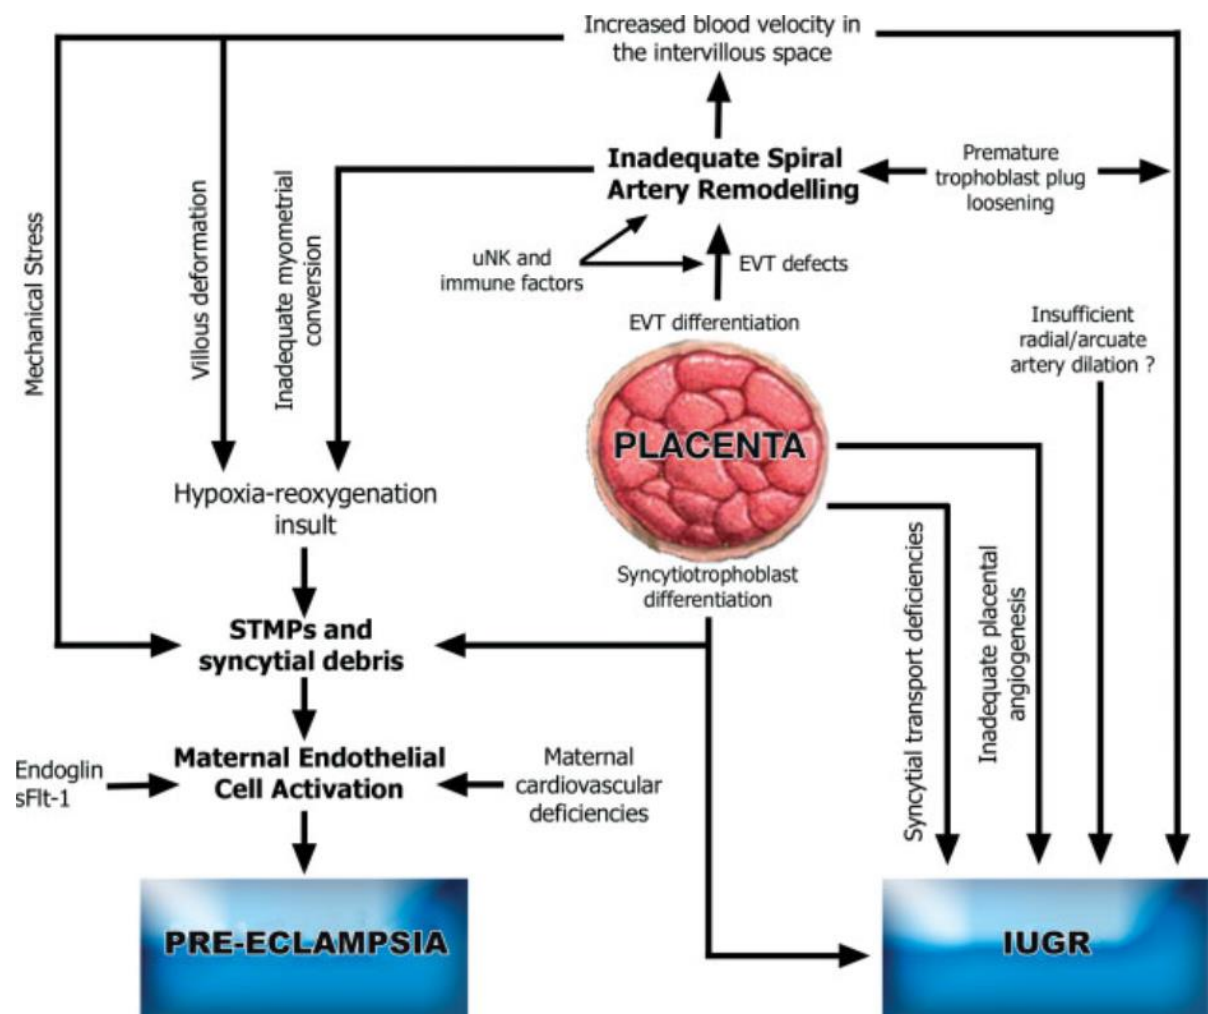 Increased blood velocity in
the intervillous space
Inadequate Spiral
Artery Remodelling
Premature
trophoblast plug
loosening
Mechanical Stress
Villous deformation
Inadequate myometrial
conversion
uNK and
immune factors
EVT defects
EVT differentiation
Insufficient
radial/arcuate
artery dilation ?
PLACENTA
Hypoxia-reoxygenation
insult
Syncytiotrophoblast
differentiation
Syncytial transport deficiencies
Inadequate placental
angiogenesis
STMPs and
syncytial debris
Maternal Endothelial
Cell Activation
Endoglin
sFlt-1
Maternal
cardiovascular
deficiencies
PRE-ECLAMPSIA
IUGR